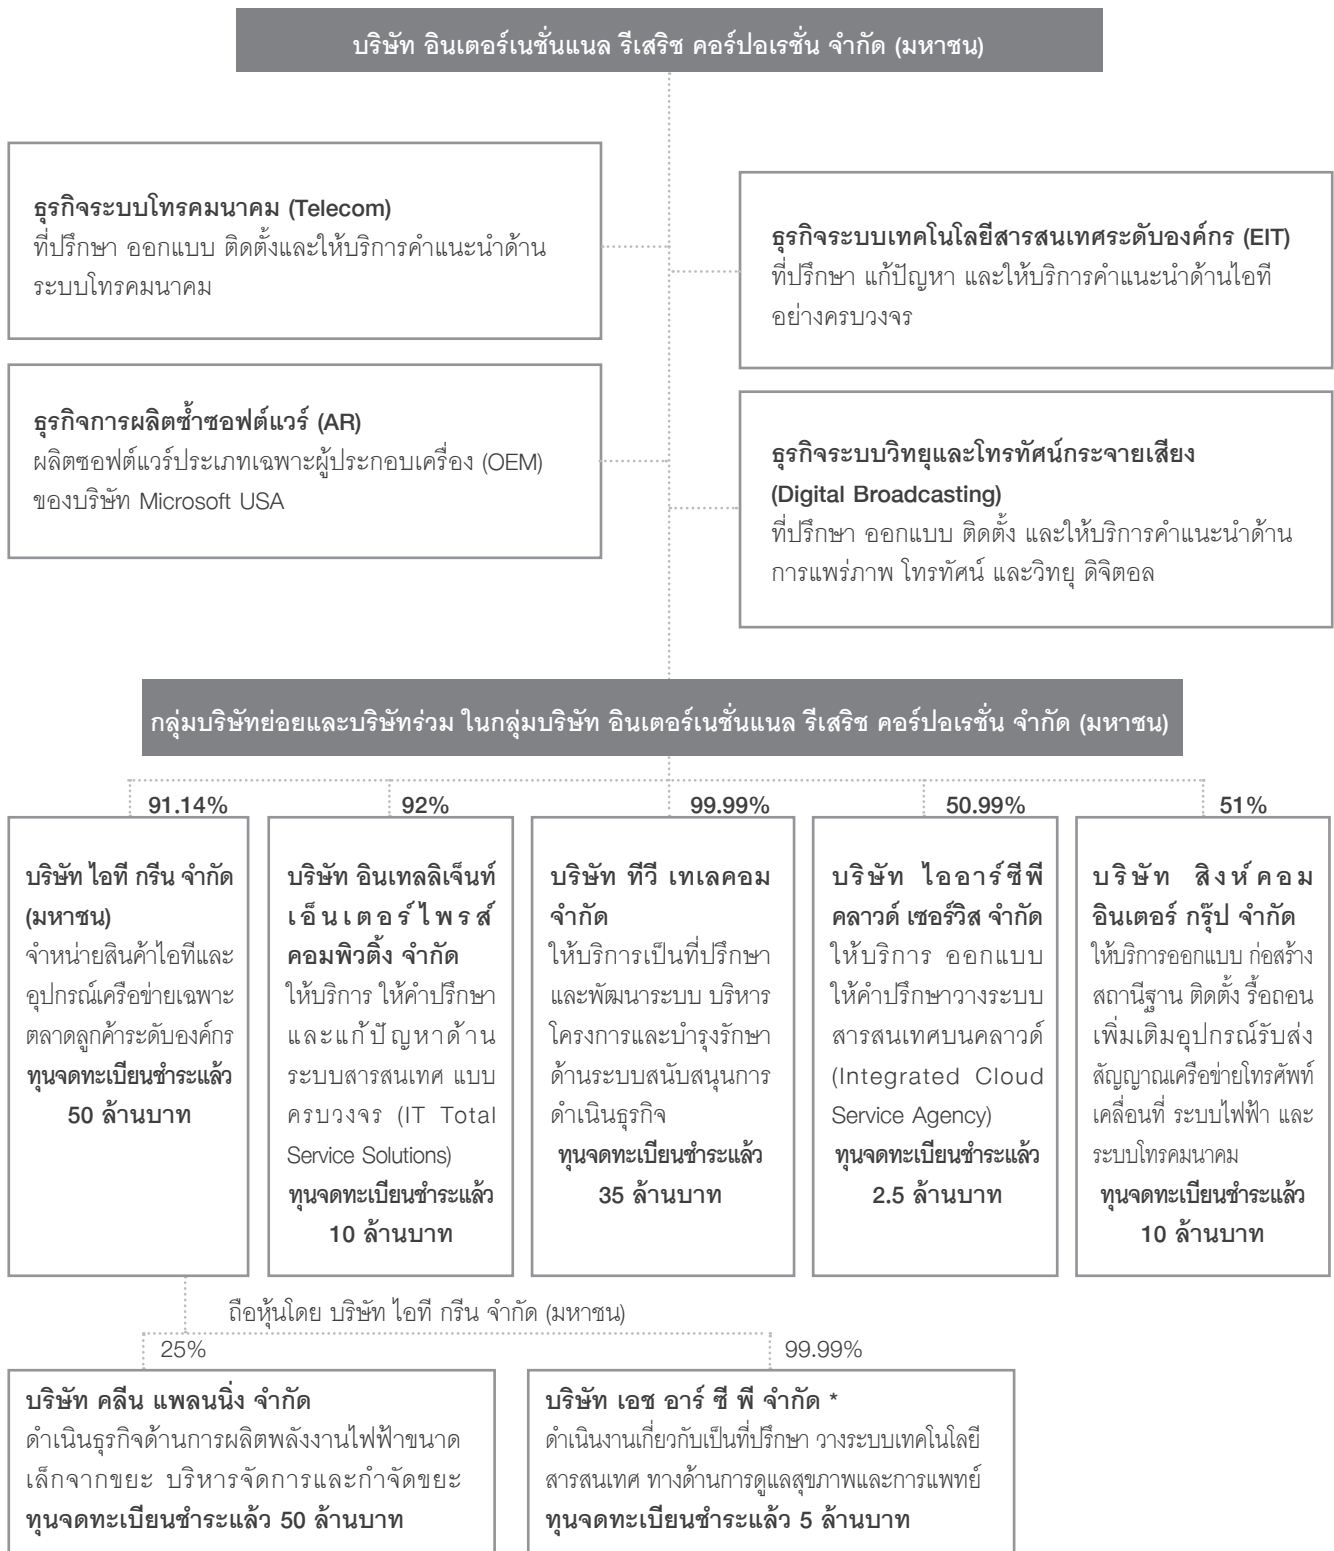 บริษัท อินเตอร์เนชั่นแนล รีเสริช คอร์ปอเรชั่น จำกัด (มหาชน)
ธุรกิจระบบโทรคมนาคม (Telecom)
ที่ปรึกษา ออกแบบ ติดตั้งและให้บริการคำแนะนำด้าน
ระบบโทรคมนาคม
ธุรกิจระบบเทคโนโลยีสารสนเทศระดับองค์กร (EIT)
ที่ปรึกษา แก้ปัญหา และให้บริการคำแนะนำด้านไอที
อย่างครบวงจร
ธุรกิจการผลิตซ้ำซอฟต์แวร์ (AR)
ผลิตซอฟต์แวร์ประเภทเฉพาะผู้ประกอบเครื่อง (OEM)
ของบริษัท Microsoft USA
ธุรกิจระบบวิทยุและโทรทัศน์กระจายเสียง
(Digital Broadcasting)
ที่ปรึกษา ออกแบบ ติดตั้ง และให้บริการคำแนะนำด้าน
การแพร่ภาพ โทรทัศน์ และวิทยุ ดิจิตอล
กลุ่มบริษัทย่อยและบริษัทร่วม ในกลุ่มบริษัท อินเตอร์เนชั่นแนล รีเสริช คอร์ปอเรชั่น จำกัด (มหาชน)
91.14%
บริษัท ไอที กรีน จำกัด
(มหาชน)
จำหน่ายสินค้าไอทีและ
อุปกรณ์เครือข่ายเฉพาะ
ตลาดลูกค้าระดับองค์กร
ทุนจดทะเบียนชำระแล้ว
50 ล้านบาท
92%
บริษัท อินเทลลิเจ็นท์
เอ็นเตอร์ไพรส์
คอมพิวติ้ง จำกัด
ให้บริการ ให้คำปรึกษา
และแก้ปัญหาด้าน
ระบบสารสนเทศ แบบ
ครบวงจร (IT Total
Service Solutions)
ทุนจดทะเบียนชำระแล้ว
10 ล้านบาท
99.99%
บริษัท ทีวี เทเลคอม
จำกัด
ให้บริการเป็นที่ปรึกษา
และพัฒนาระบบ บริหาร
โครงการและบำรุงรักษา
ด้านระบบสนับสนุนการ
ดำเนินธุรกิจ
ทุนจดทะเบียนชำระแล้ว
35 ล้านบาท
50.99%
บริษัท ไออาร์ซีพี
คลาวด์ เซอร์วิส จำกัด
ให้บริการ ออกแบบ
ให้คำปรึกษาวางระบบ
สารสนเทศบนคลาวด์
(Integrated Cloud
Service Agency)
ทุนจดทะเบียนชำระแล้ว
2.5 ล้านบาท
51%
บริษัท สิงห์คอม
อินเตอร์ กรุ๊ป จำกัด
ให้บริการออกแบบ ก่อสร้าง
สถานีฐาน ติดตั้ง รื้อถอน
เพิ่มเติมอุปกรณ์รับส่ง
สัญญาณเครือข่ายโทรศัพท์
เคลื่อนที่ ระบบไฟฟ้า และ
ระบบโทรคมนาคม
ทุนจดทะเบียนชำระแล้ว
10 ล้านบาท
ถือหุ้นโดย บริษัท ไอที กรีน จำกัด (มหาชน)
25%
บริษัท คลีน แพลนนิ่ง จำกัด
ดำเนินธุรกิจด้านการผลิตพลังงานไฟฟ้าขนาด
เล็กจากขยะ บริหารจัดการและกำจัดขยะ
ทุนจดทะเบียนชำระแล้ว 50 ล้านบาท
99.99%
บริษัท เอช อาร์ ซี พี จำกัด *
ดำเนินงานเกี่ยวกับเป็นที่ปรึกษา วางระบบเทคโนโลยี
สารสนเทศ ทางด้านการดูแลสุขภาพและการแพทย์
ทุนจดทะเบียนชำระแล้ว 5 ล้านบาท